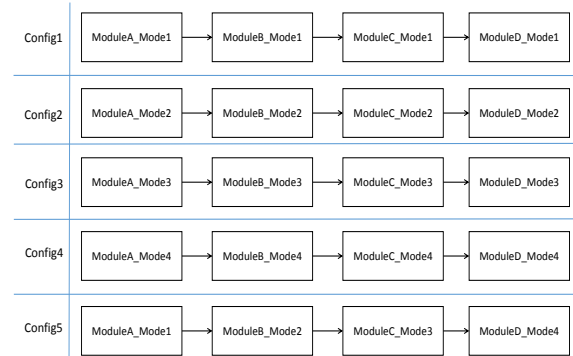 Config1 ModuleA_Mode1 ModuleB_Mode1 ModuleC_Mode1 ModuleD_Mode1
Config2 ModuleA_Mode2 ModuleB_Mode2 ModuleC_Mode2 ModuleD_Mode2
Config3 ModuleA_Mode3 ModuleB_Mode3 ModuleC_Mode3 ModuleD_Mode3
Config4 ModuleA_Mode4 ModuleB_Mode4 ModuleC_Mode4 ModuleD_Mode4
Config5 ModuleA_Mode1 ModuleB_Mode2 ModuleC_Mode3 ModuleD_Mode4